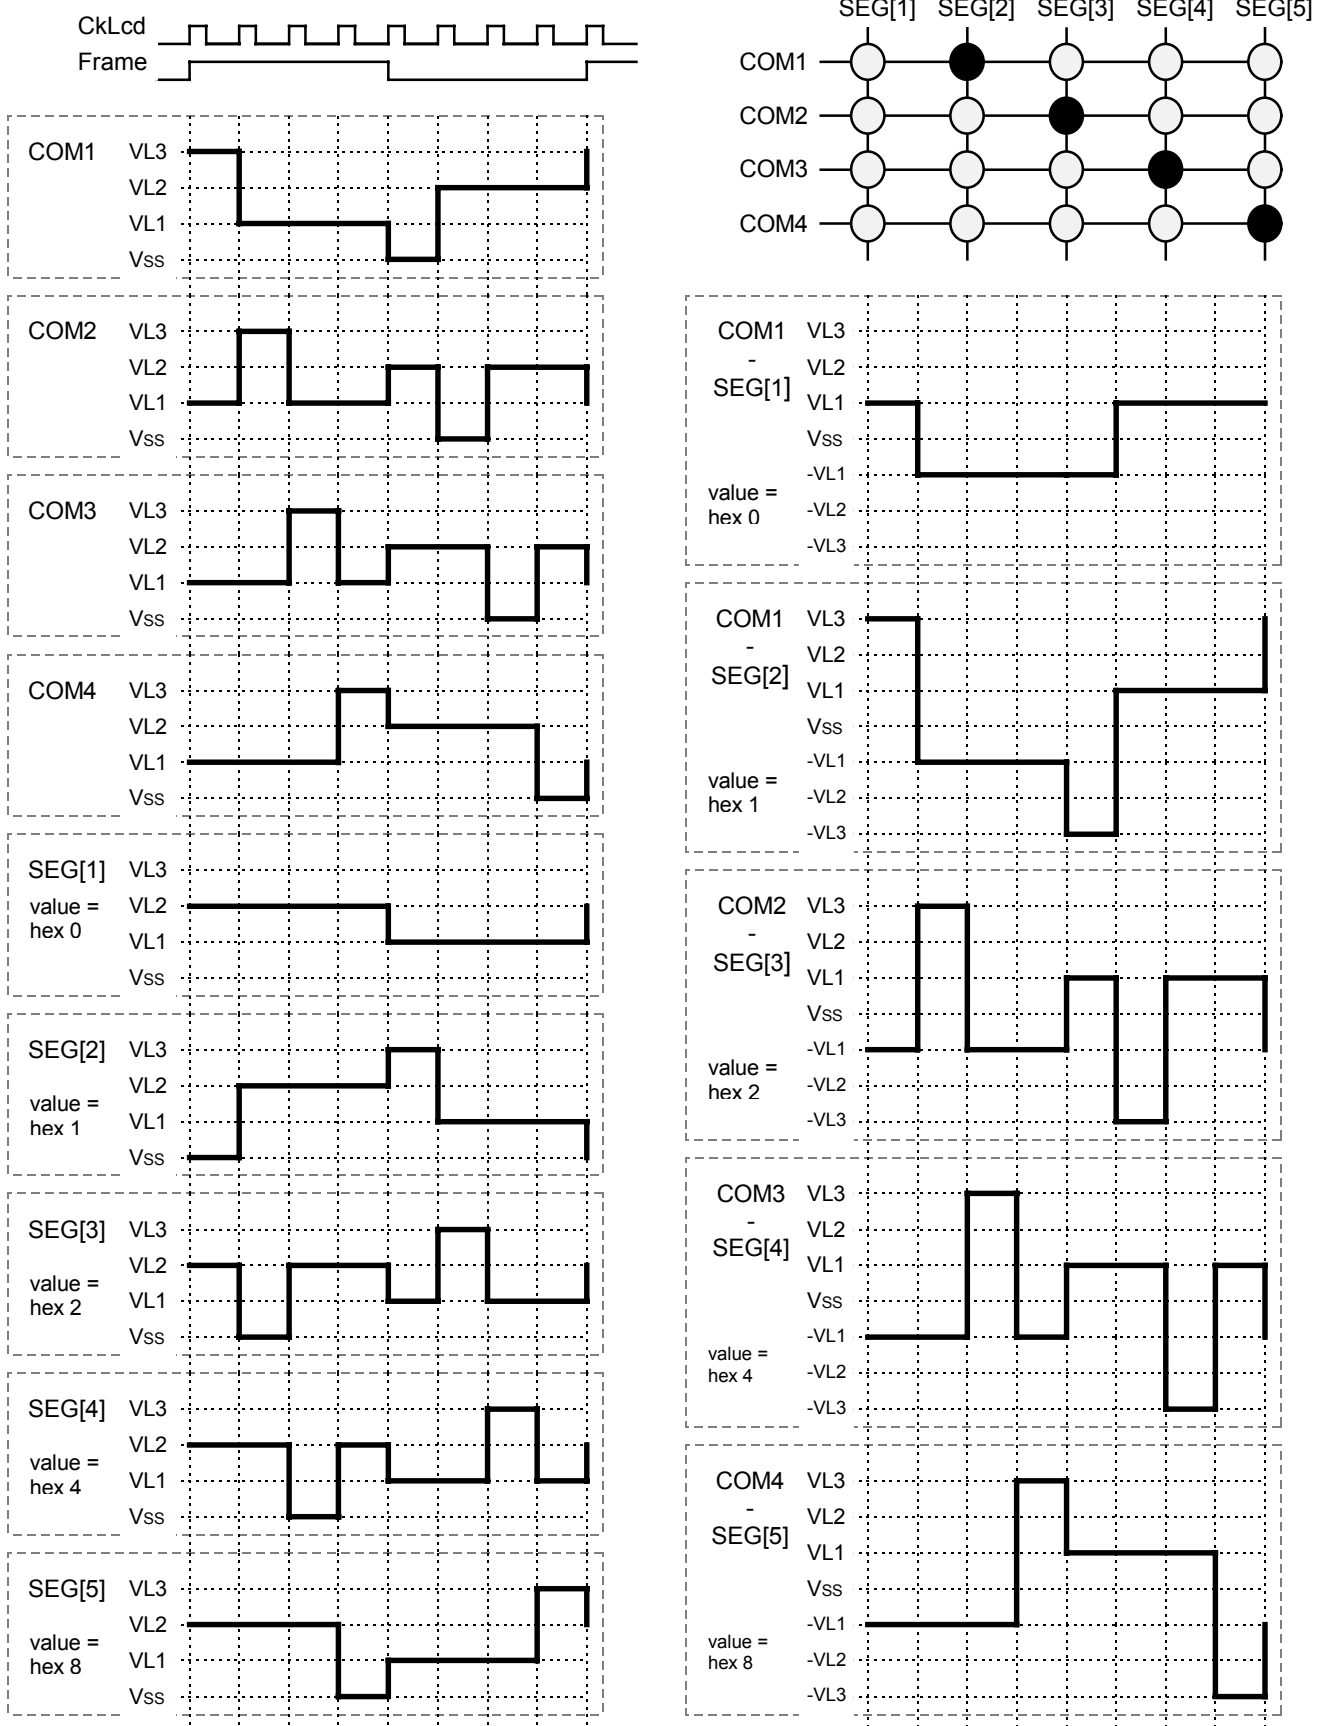 CkLcd
Frame
COM1
VL3
VL2
VL1
Vss
COM2
VL3
VL2
VL1
Vss
COM3
VL3
VL2
VL1
Vss
COM4
VL3
VL2
VL1
Vss
SEG[1]
value =
hex 0
VL3
VL2
VL1
Vss
SEG[2]
value =
hex 1
VL3
VL2
VL1
Vss
SEG[3]
value =
hex 2
VL3
VL2
VL1
Vss
SEG[4]
value =
hex 4
VL3
VL2
VL1
Vss
SEG[5]
value =
hex 8
VL3
VL2
VL1
Vss
SEG[1] SEG[2] SEG[3] SEG[4] SEG[5]
COM1
COM2
COM3
COM4
COM1
-
SEG[1]
value =
hex 0
VL3
VL2
VL1
Vss
-VL1
-VL2
-VL3
COM1
-
SEG[2]
value =
hex 1
VL3
VL2
VL1
Vss
-VL1
-VL2
-VL3
COM2
-
SEG[3]
value =
hex 2
VL3
VL2
VL1
Vss
-VL1
-VL2
-VL3
COM3
-
SEG[4]
value =
hex 4
VL3
VL2
VL1
Vss
-VL1
-VL2
-VL3
COM4
-
SEG[5]
value =
hex 8
VL3
VL2
VL1
Vss
-VL1
-VL2
-VL3